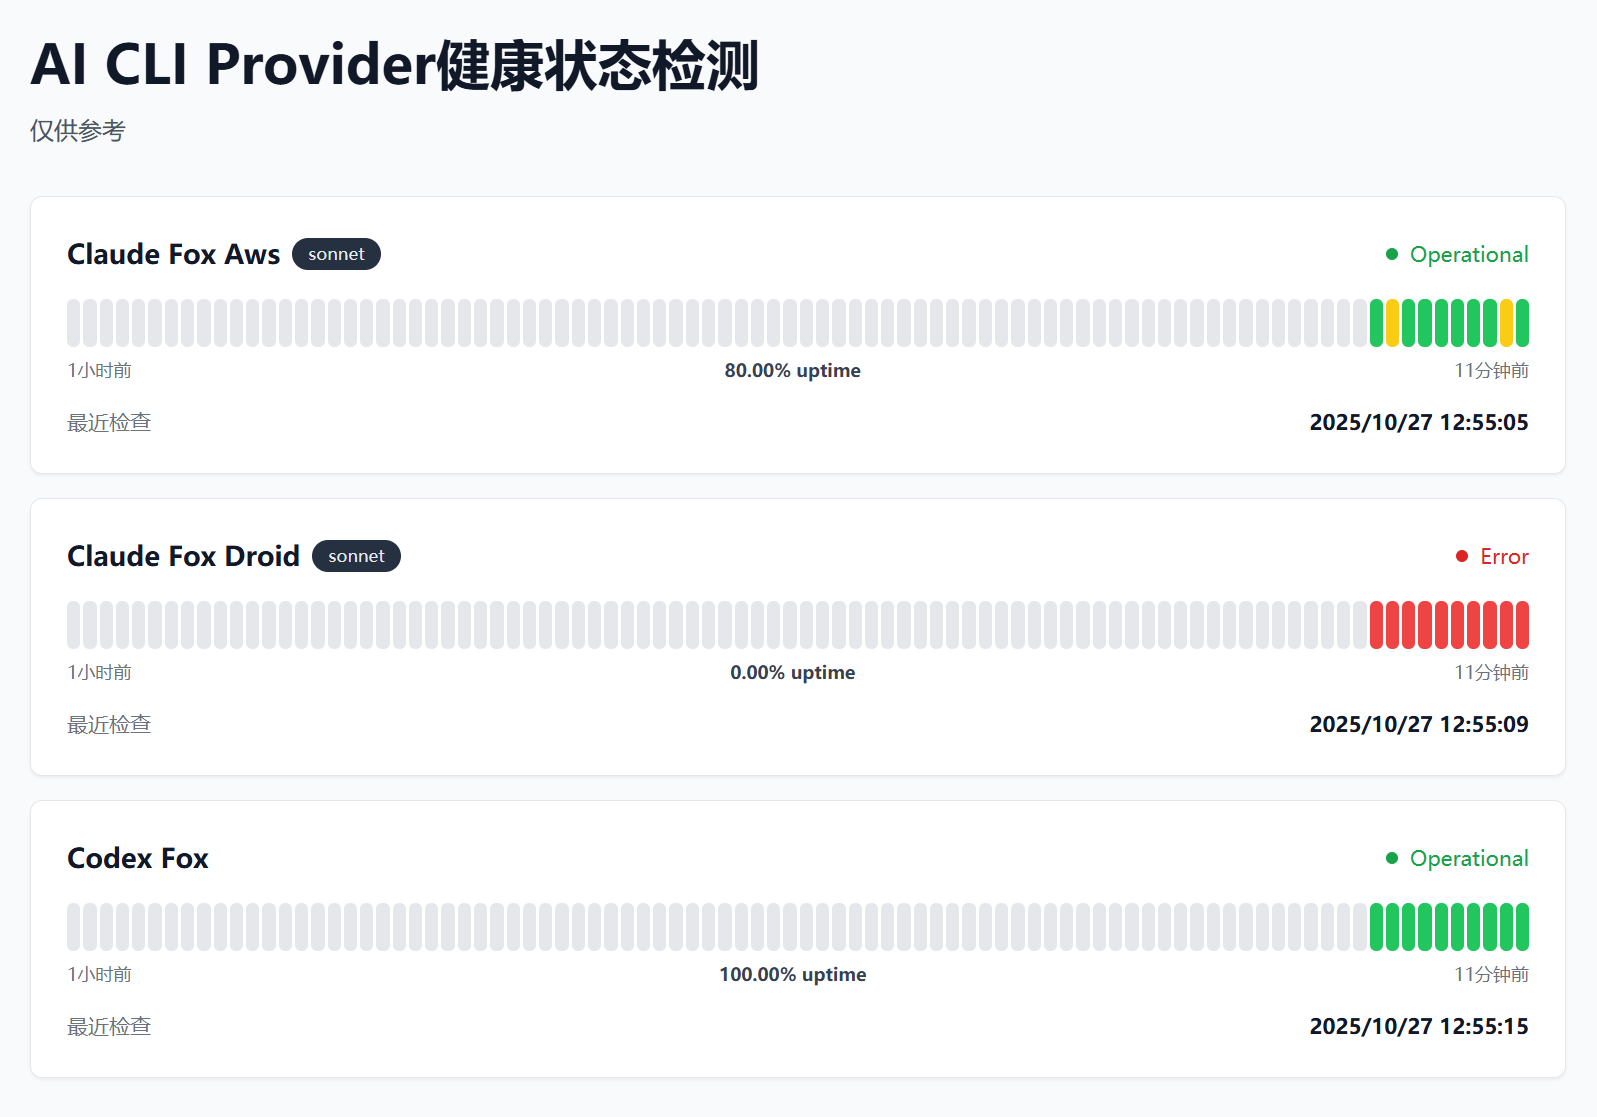 AI CLI Provider健康状态检测
仅供参考
Claude Fox Aws sonnet Operational
1小时前 80.00% uptime 11分钟前
最近检查 2025/10/27 12:55:05
Claude Fox Droid sonnet Error
1小时前 0.00% uptime 11分钟前
最近检查 2025/10/27 12:55:09
Codex Fox Operational
1小时前 100.00% uptime 11分钟前
最近检查 2025/10/27 12:55:15